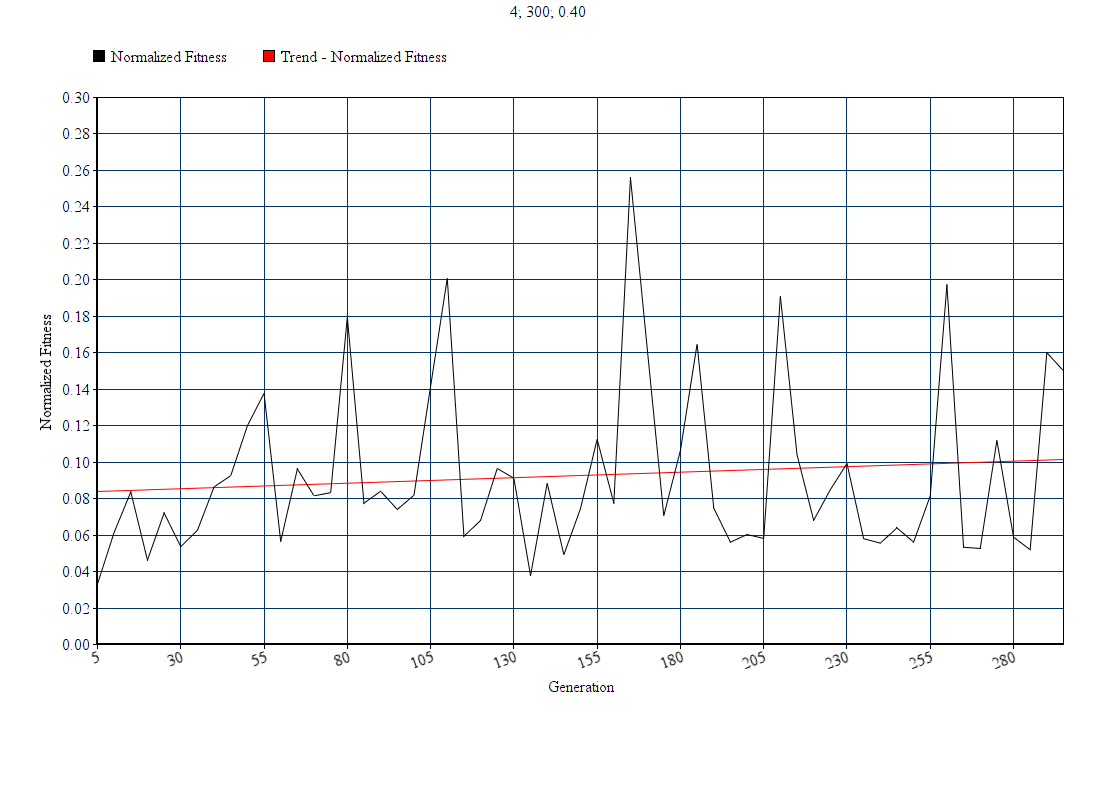 4; 300; 0.40
Normalized Fitness
Trend - Normalized Fitness
0.30
0.28
0.26
0.24
0.22
0.20
0.18
0.16
0.14
0.12
0.10
0.08
0.06
0.04
0.02
0.00
Normalized Fitness
5 30 55 80 105 130 155 180 205 230 255 280
Generation